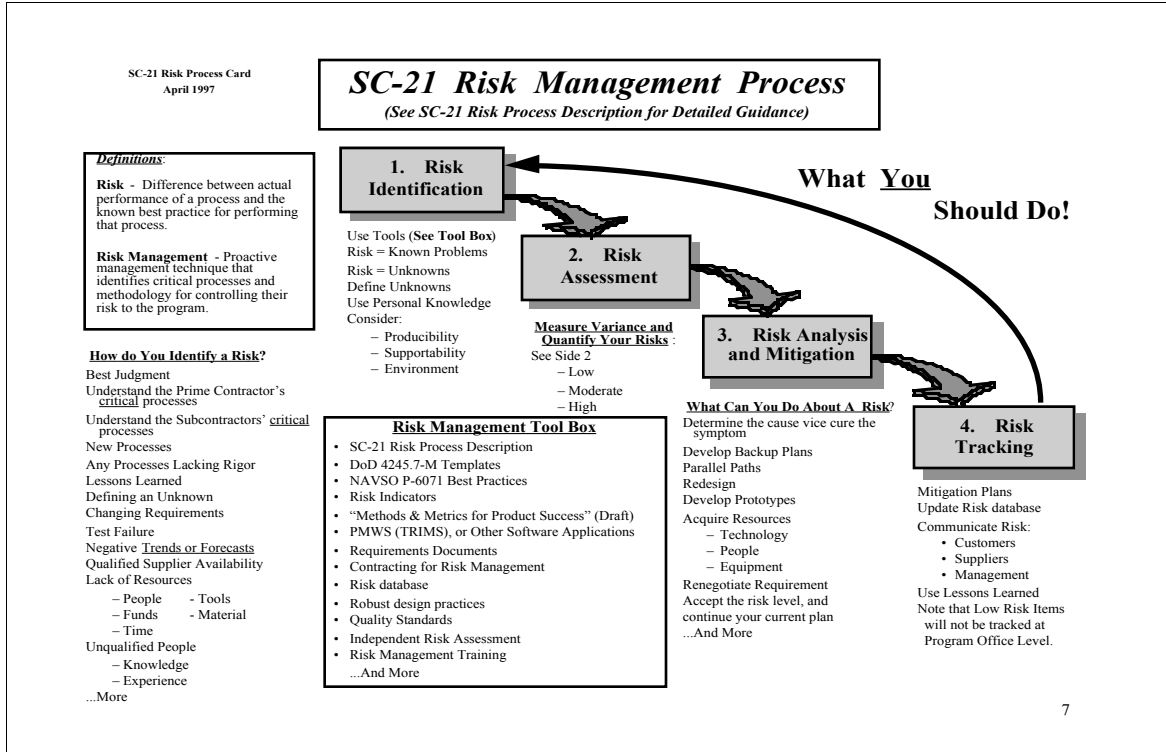 SC-21 Risk Process Card
April 1997
SC-21 Risk Management Process
(See SC-21 Risk Process Description for Detailed Guidance)
Definitions:
Risk - Difference between actual
performance of a process and the
known best practice for performing
that process.
Risk Management - Proactive
management technique that
identifies critical processes and
methodology for controlling their
risk to the program.
How do You Identify a Risk?
Best Judgment
Understand the Prime Contractor's
critical processes
Understand the Subcontractors' critical
processes
New Processes
Any Processes Lacking Rigor
Lessons Learned
Defining an Unknown
Changing Requirements
Test Failure
Negative Trends or Forecasts
Qualified Supplier Availability
Lack of Resources
– People - Tools
– Funds - Material
– Time
Unqualified People
– Knowledge
– Experience
...More
1. Risk
Identification
Use Tools (See Tool Box)
Risk = Known Problems
Risk = Unknowns
Define Unknowns
Use Personal Knowledge
Consider:
– Producibility
– Supportability
– Environment
What You
Should Do!
2. Risk
Assessment
Measure Variance and
Quantify Your Risks :
See Side 2
– Low
– Moderate
– High
Risk Management Tool Box
• SC-21 Risk Process Description
• DoD 4245.7-M Templates
• NAVSO P-6071 Best Practices
• Risk Indicators
• “Methods & Metrics for Product Success” (Draft)
• PMWS (TRIMS), or Other Software Applications
• Requirements Documents
• Contracting for Risk Management
• Risk database
• Robust design practices
• Quality Standards
• Independent Risk Assessment
• Risk Management Training
...And More
3. Risk Analysis
and Mitigation
What Can You Do About A Risk?
Determine the cause vice cure the
symptom
Develop Backup Plans
Parallel Paths
Redesign
Develop Prototypes
Acquire Resources
– Technology
– People
– Equipment
Renegotiate Requirement
Accept the risk level, and
continue your current plan
...And More
4. Risk
Tracking
Mitigation Plans
Update Risk database
Communicate Risk:
• Customers
• Suppliers
• Management
Use Lessons Learned
Note that Low Risk Items
will not be tracked at
Program Office Level.
7